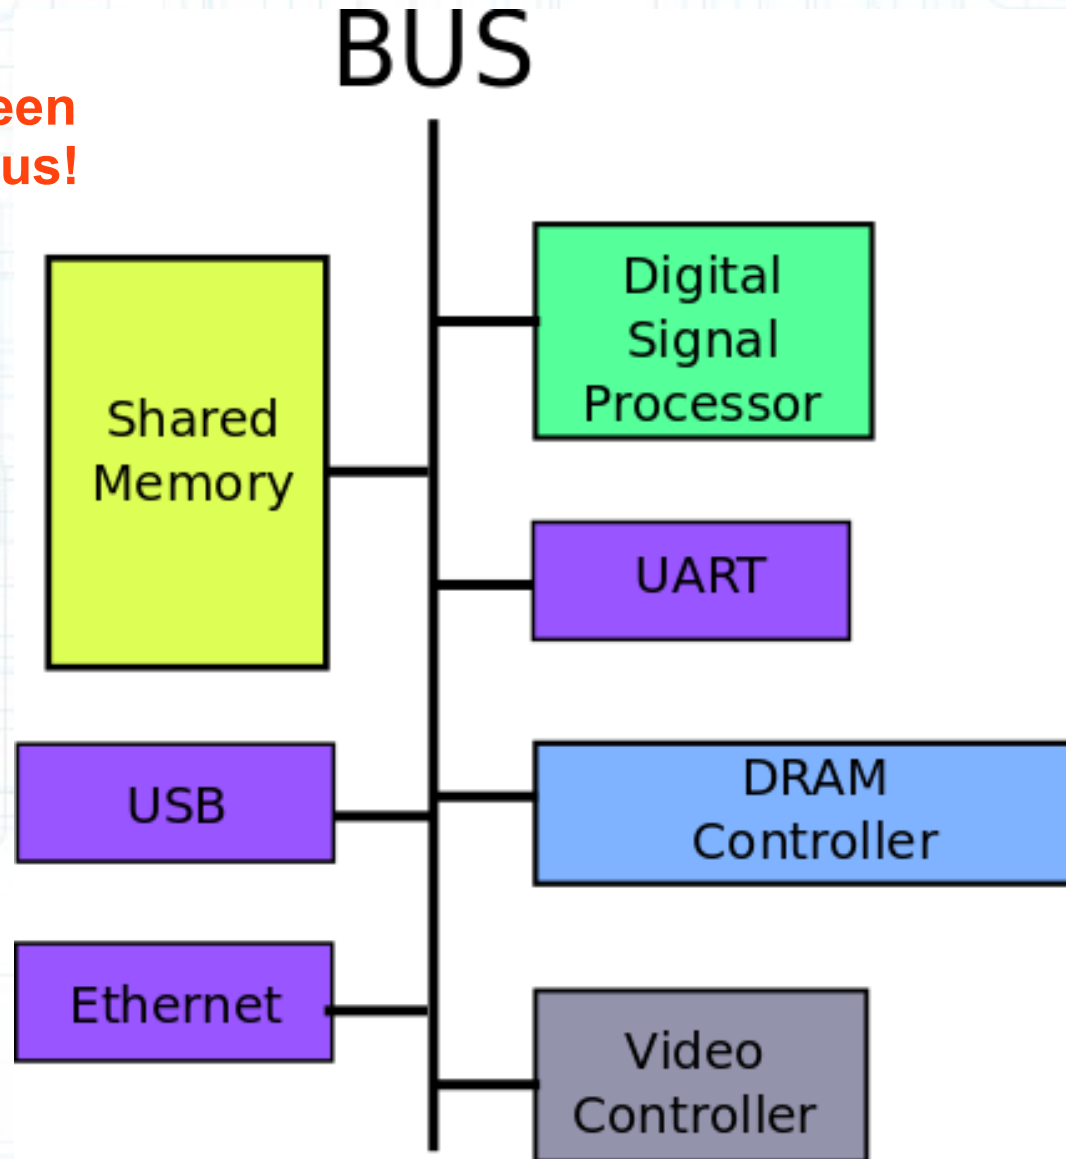 BUS
een
us!
Digital
Signal
Processor
Shared
Memory
UART
USB
DRAM
Controller
Ethernet
Video
Controller